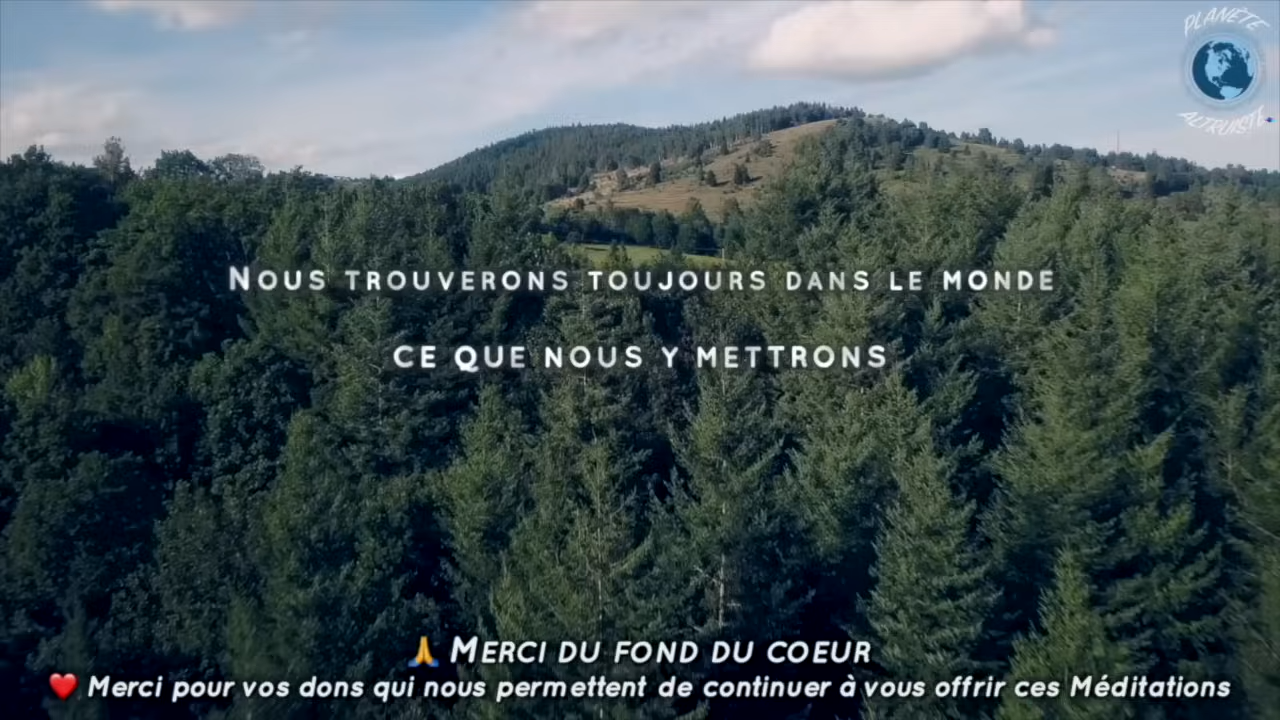 PLANÈTE
ALTRUISTE
Nous trouverons toujours dans le monde
ce que nous y mettrons
🙏 Merci du fond du coeur
❤️ Merci pour vos dons qui nous permettent de continuer à vous offrir ces Méditations